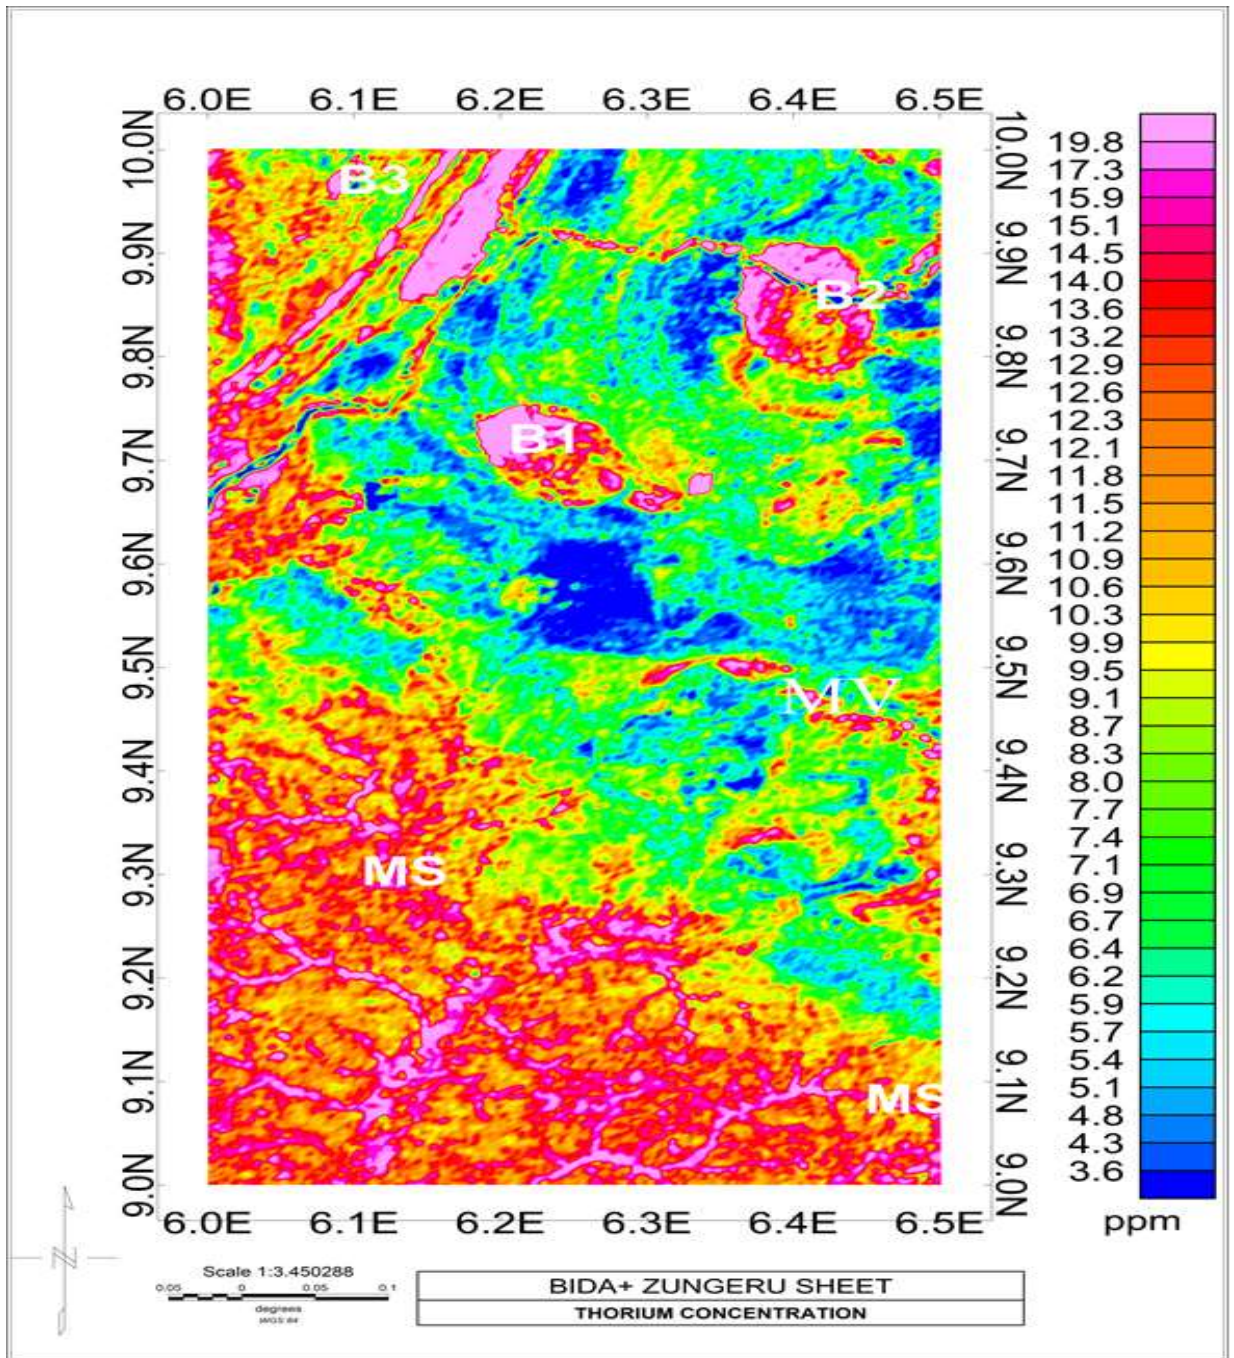 6.0E 6.1E 6.2E 6.3E 6.4E 6.5E
10.0N
9.9N
9.8N
9.7N
9.6N
9.5N
9.4N
9.3N
9.2N
9.1N
9.0N
B3
B2
B1
MV
MS
MS
10.0N
9.9N
9.8N
9.7N
9.6N
9.5N
9.4N
9.3N
9.2N
9.1N
9.0N
6.0E 6.1E 6.2E 6.3E 6.4E 6.5E
19.8
17.3
15.9
15.1
14.5
14.0
13.6
13.2
12.9
12.6
12.3
12.1
11.8
11.5
11.2
10.9
10.6
10.3
9.9
9.5
9.1
8.7
8.3
8.0
7.7
7.4
7.1
6.9
6.7
6.4
6.2
5.9
5.7
5.4
5.1
4.8
4.3
3.6
ppm
N
Scale 1:3.450288
0.05 0 0.05 0.1
degrees
WGS 84
BIDA+ ZUNGERU SHEET
THORIUM CONCENTRATION